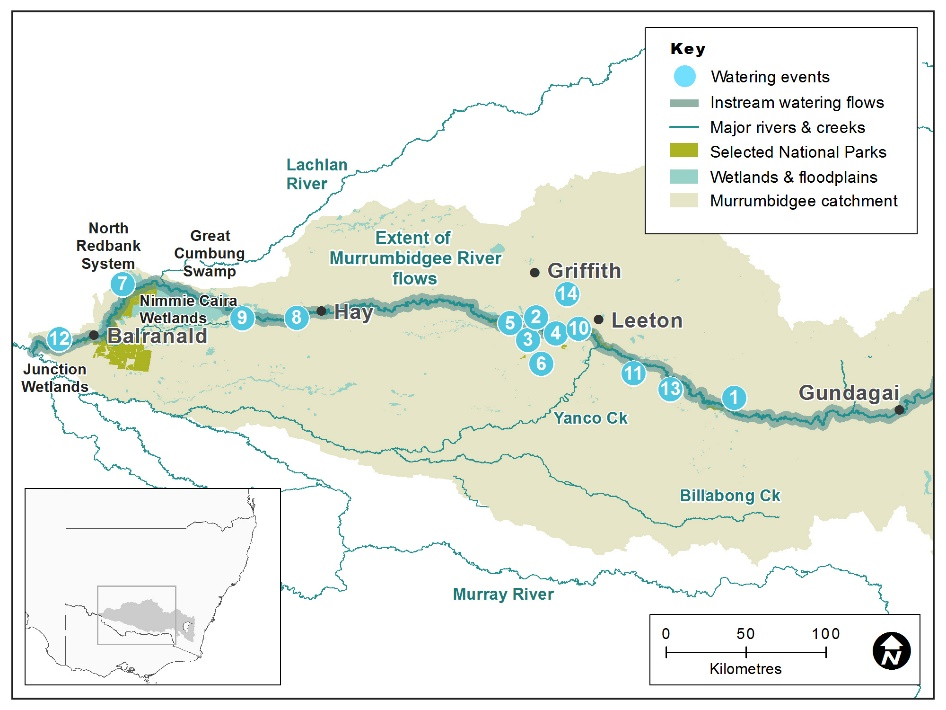 Key
Watering events
Instream watering flows
Major rivers & creeks
Selected National Parks
Wetlands & floodplains
Murrumbidgee catchment
Lachlan
River
North
Redbank
System
Great
Cumbung
Swamp
Extent of
Murrumbidgee River
flows
Griffith
7
14
Nimmie Caira
Wetlands
9
8
Hay
5
2
3
4
10
Leeton
12
Balranald
6
Junction
Wetlands
11
13
1
Gundagai
Yanco Ck
Billabong Ck
Murray River
0 50 100
Kilometres
N